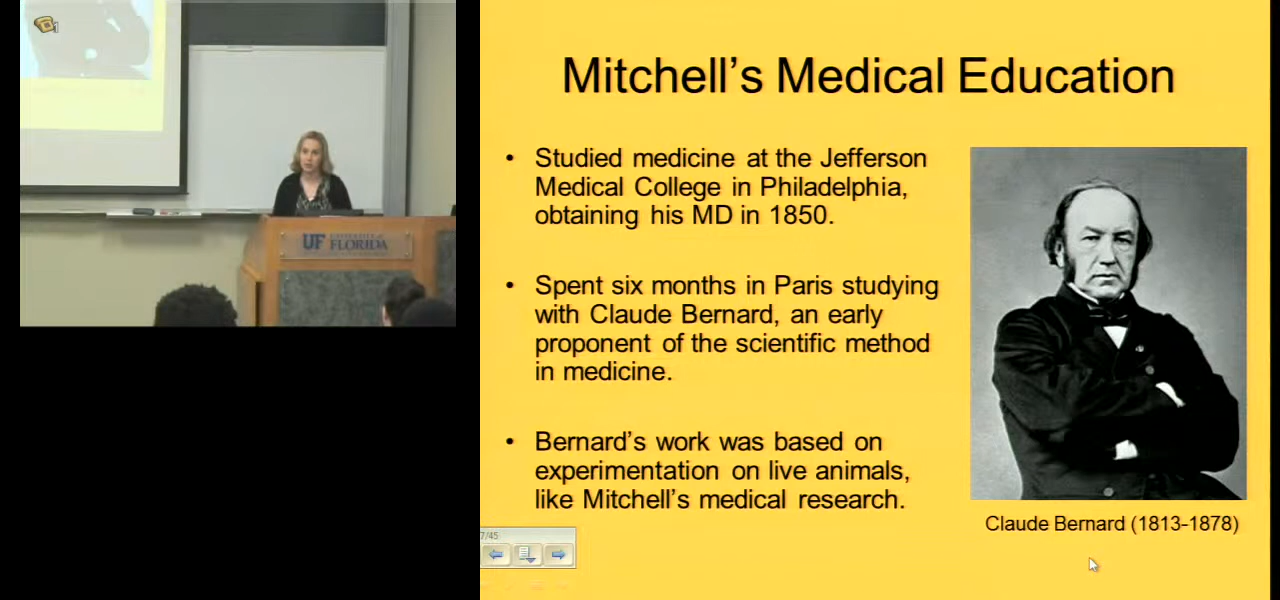 Mitchell's Medical Education
• Studied medicine at the Jefferson
Medical College in Philadelphia,
obtaining his MD in 1850.
• Spent six months in Paris studying
with Claude Bernard, an early
proponent of the scientific method
in medicine.
• Bernard's work was based on
experimentation on live animals,
like Mitchell's medical research.
Claude Bernard (1813-1878)
7/45
UF UNIVERSITY of
FLORIDA